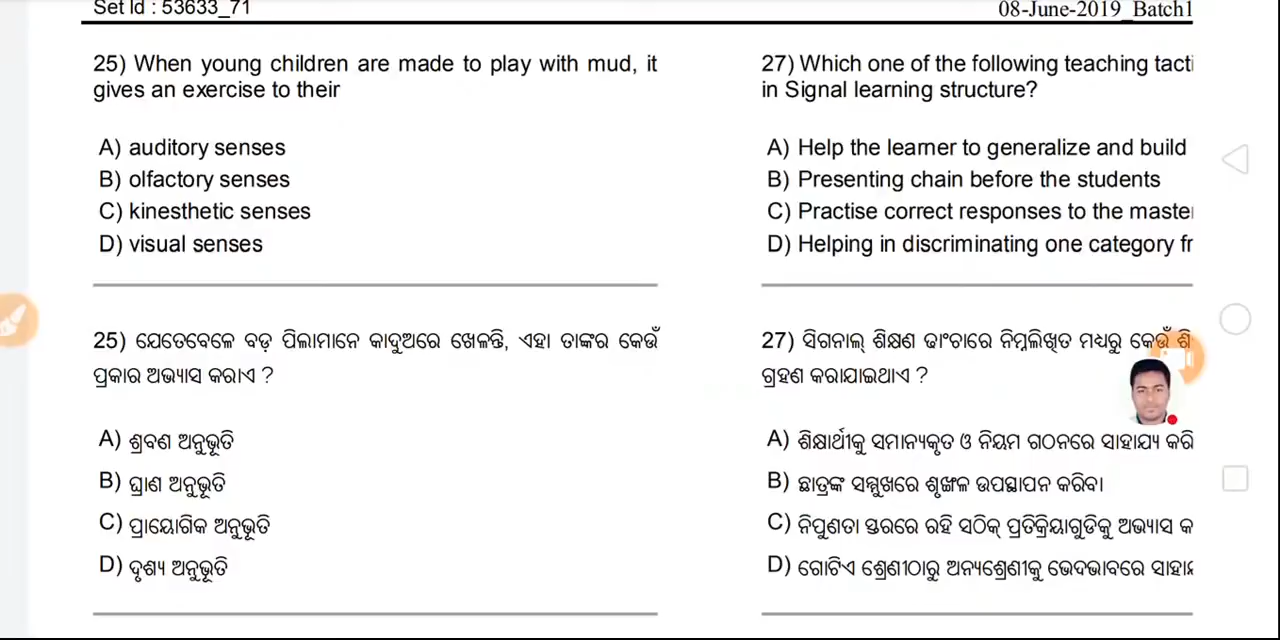 Set Id : 53633_71
08-June-2019_Batch1
25) When young children are made to play with mud, it
gives an exercise to their
A) auditory senses
B) olfactory senses
C) kinesthetic senses
D) visual senses
25) ଯେତେବେଳେ ବଡ଼ ପିଲାମାନେ କାଦୁଅରେ ଖେଳନ୍ତି, ଏହା ତାଙ୍କର କେଉଁ
ପ୍ରକାର ଅଭ୍ୟାସ କରାଏ ?
A) ଶ୍ରବଣ ଅନୁଭୂତି
B) ଘ୍ରାଣ ଅନୁଭୂତି
C) ପ୍ରାୟୋଗିକ ଅନୁଭୂତି
D) ଦୃଶ୍ୟ ଅନୁଭୂତି
27) Which one of the following teaching tacti
in Signal learning structure?
A) Help the learner to generalize and build
B) Presenting chain before the students
C) Practise correct responses to the maste
D) Helping in discriminating one category fr
27) ସିଗନାଲ୍ ଶିକ୍ଷଣ ଢାଂଚାରେ ନିମ୍ନଲିଖିତ ମଧ୍ୟରୁ କେଉଁ ଶି
ଗ୍ରହଣ କରାଯାଇଥାଏ ?
A) ଶିକ୍ଷାର୍ଥୀକୁ ସମାନ୍ୟକୃତ ଓ ନିୟମ ଗଠନରେ ସାହାଯ୍ୟ କରି
B) ଛାତ୍ରଙ୍କ ସମ୍ମୁଖରେ ଶୃଙ୍ଖଳ ଉପସ୍ଥାପନ କରିବା
C) ନିପୁଣତା ସ୍ତରରେ ରହି ସଠିକ୍ ପ୍ରତିକ୍ରିୟାଗୁଡିକୁ ଅଭ୍ୟାସ କ
D) ଗୋଟିଏ ଶ୍ରେଣୀଠାରୁ ଅନ୍ୟଶ୍ରେଣୀକୁ ଭେଦଭାବରେ ସାହା